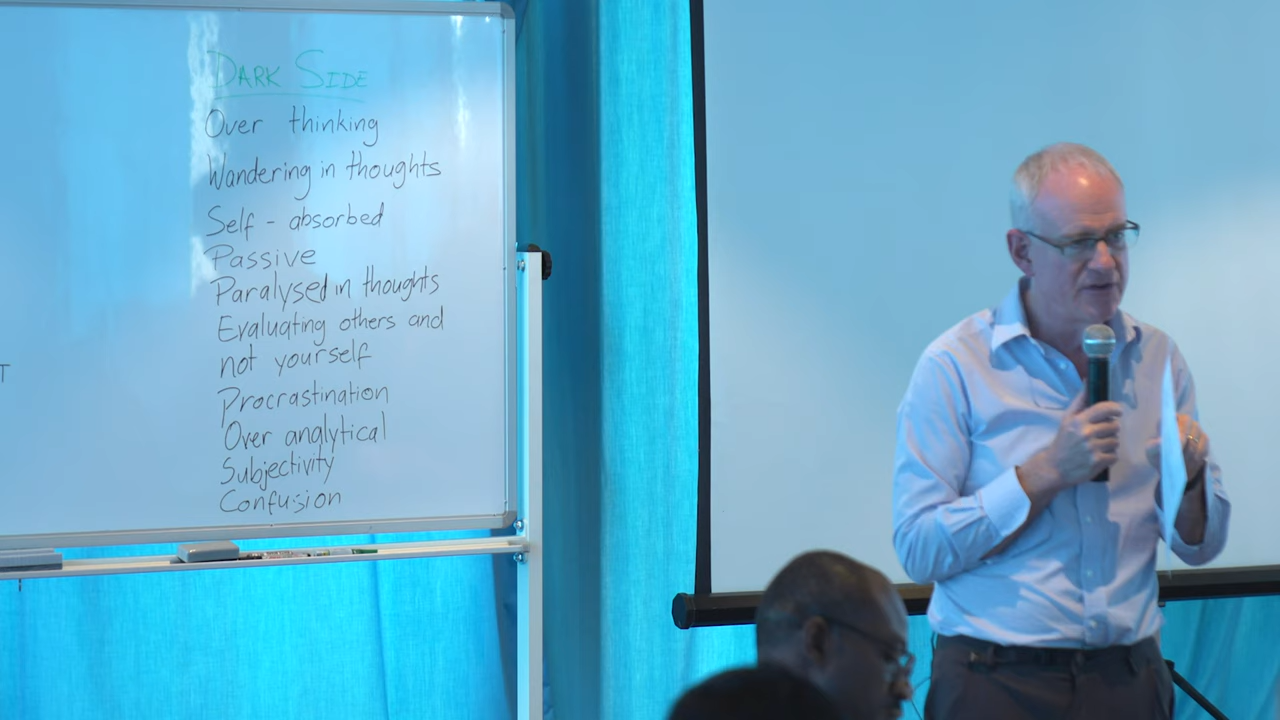 DARK SIDE
Over thinking
Wandering in thoughts
Self - absorbed
Passive
Paralysed in thoughts
Evaluating others and
not yourself
T
Procrastination
Over analytical
Subjectivity
Confusion